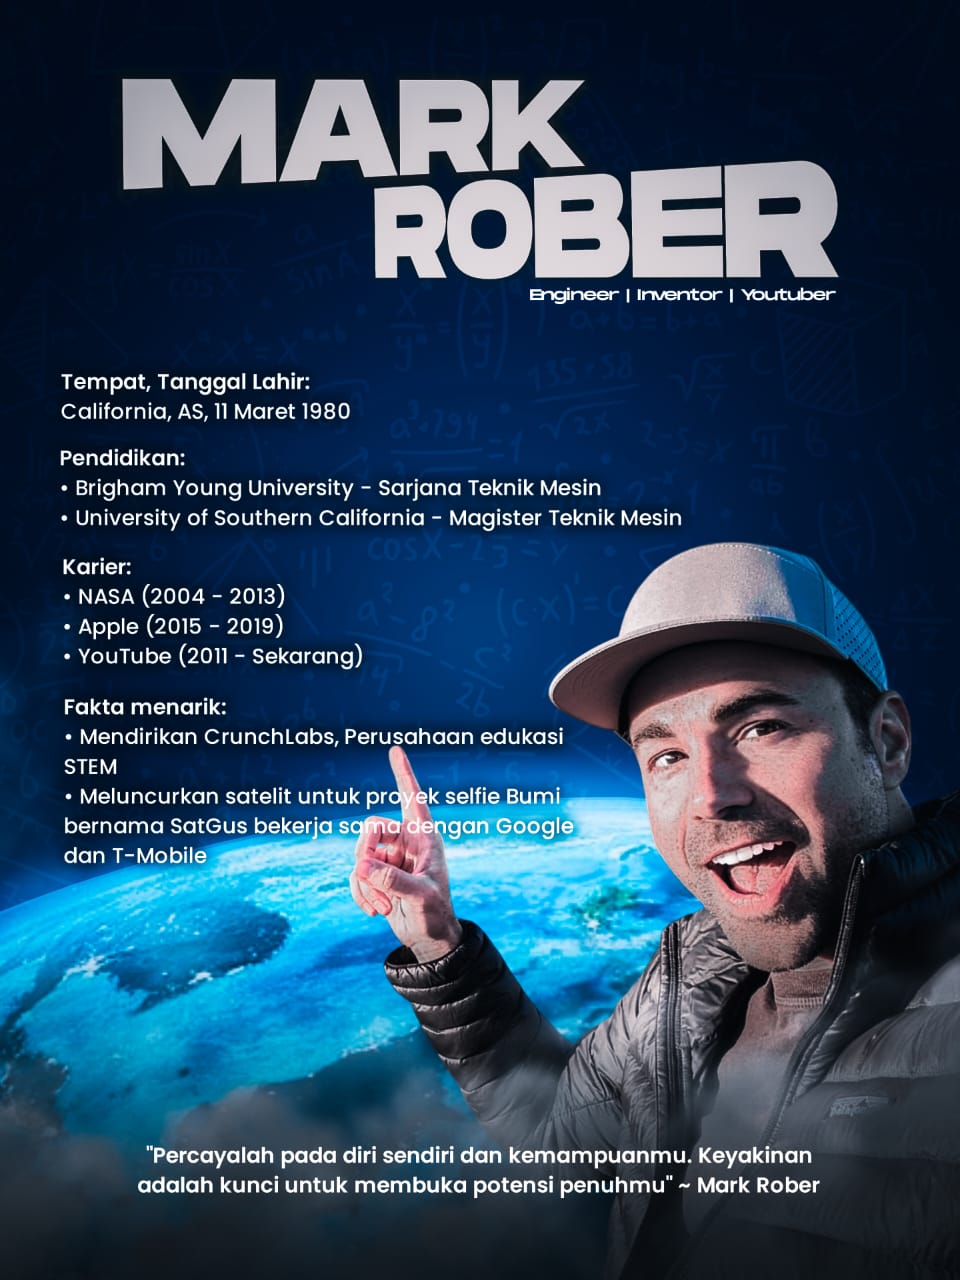 MARK
ROBER
Engineer | Inventor | Youtuber
Tempat, Tanggal Lahir:
California, AS, 11 Maret 1980
Pendidikan:
• Brigham Young University - Sarjana Teknik Mesin
• University of Southern California - Magister Teknik Mesin
Karier:
• NASA (2004 - 2013)
• Apple (2015 - 2019)
• YouTube (2011 - Sekarang)
Fakta menarik:
• Mendirikan CrunchLabs, Perusahaan edukasi
STEM
• Meluncurkan satelit untuk proyek selfie Bumi
bernama SatGus bekerja sama dengan Google
dan T-Mobile
"Percayalah pada diri sendiri dan kemampuanmu. Keyakinan
adalah kunci untuk membuka potensi penuhmu" ~ Mark Rober